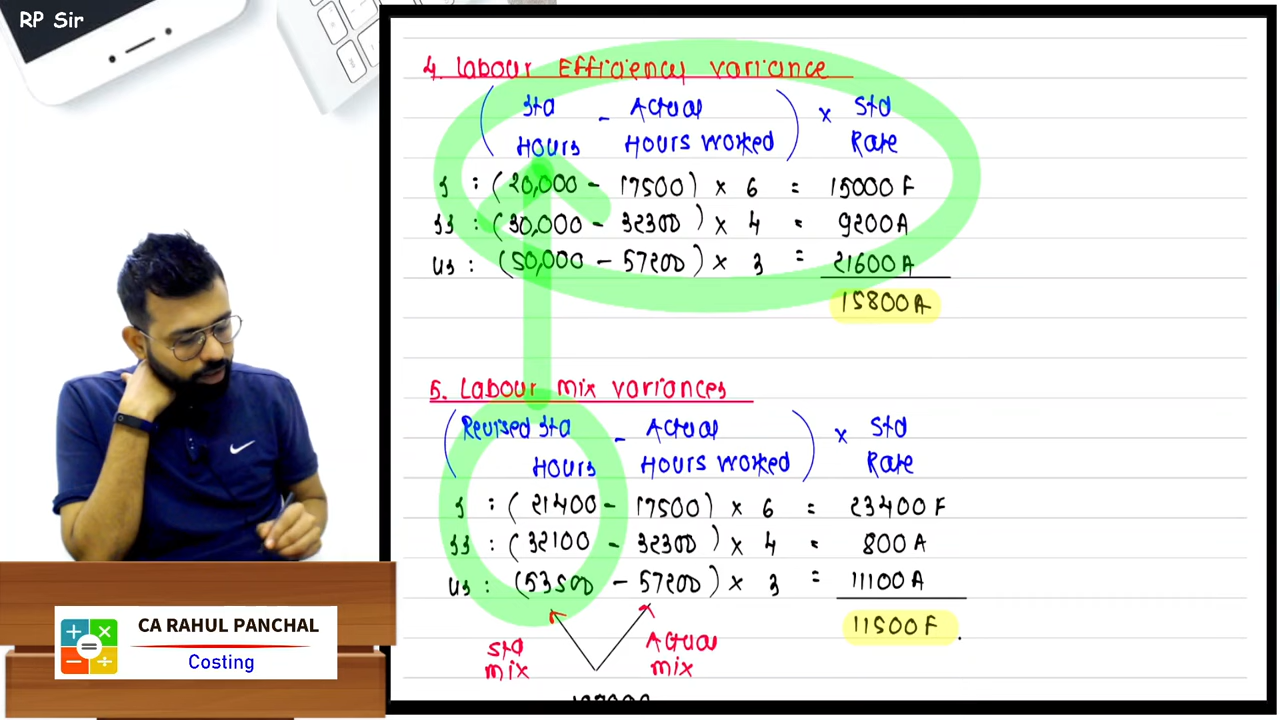 RP Sir
4. Labour Efficiency variance
( Std Hours - Actual Hours worked ) × Std Rate
S : (20,000 - 17500) × 6 = 15000 F
SS : (30,000 - 32300) × 4 = 9200A
US : (50,000 - 57200) × 3 = 21600 A
15800A
5. Labour mix variances
( Revised Std Hours - Actual Hours worked ) × Std Rate
S : (21400 - 17500) × 6 = 23400 F
SS : (32100 - 32300) × 4 = 800 A
US : (53500 - 57200) × 3 = 11100 A
11500 F
Std mix
Actual mix
CA RAHUL PANCHAL
Costing